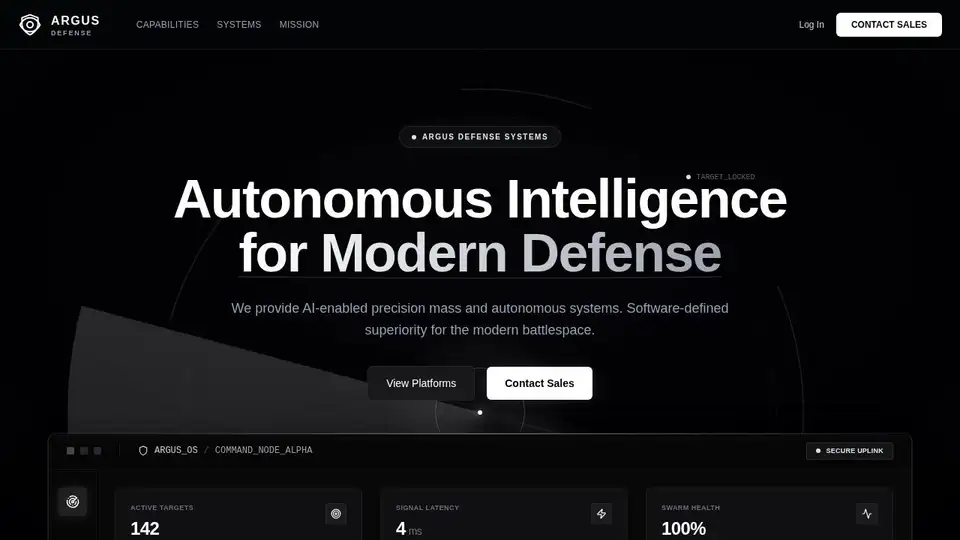 ARGUS
DEFENSE
CAPABILITIES
SYSTEMS
MISSION
Log In
CONTACT SALES
ARGUS DEFENSE SYSTEMS
TARGET_LOCKED
Autonomous Intelligence
for Modern Defense
We provide AI-enabled precision mass and autonomous systems. Software-defined
superiority for the modern battlespace.
View Platforms
Contact Sales
ARGUS_OS / COMMAND_NODE_ALPHA
SECURE UPLINK
ACTIVE TARGETS
142
SIGNAL LATENCY
4 ms
SWARM HEALTH
100%